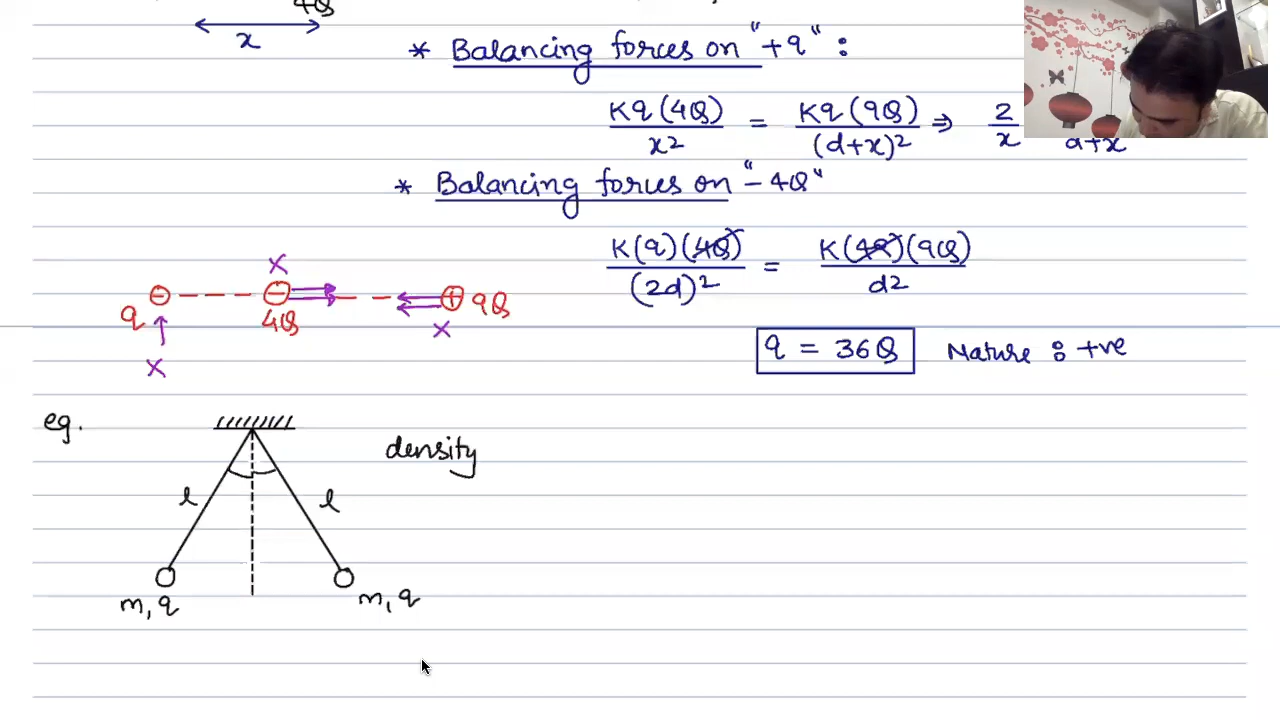 4Q
x
* Balancing forces on "+q" :
Kq(4Q)/x2 = Kq(9Q)/(d+x)2 ⇒ 2/x
d+x
* Balancing forces on "-4Q"
K(q)(4Q)/(2d)2 = K(4Q)(9Q)/d2
x
q ⊖ --- ⊖ 4Q --- ⊕ 9Q
x
x
q = 36Q Nature : +ve
eg.
density
l l
m, q m, q